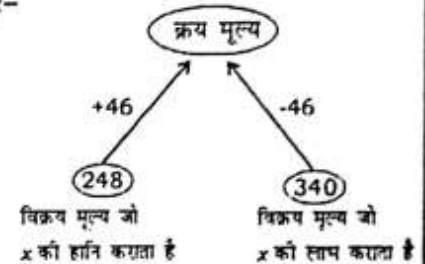 :-
क्रय मूल्य
+46
-46
248
340
विक्रय मूल्य जो
x की हानि कराता है
विक्रय मूल्य जो
x को लाभ कराता है